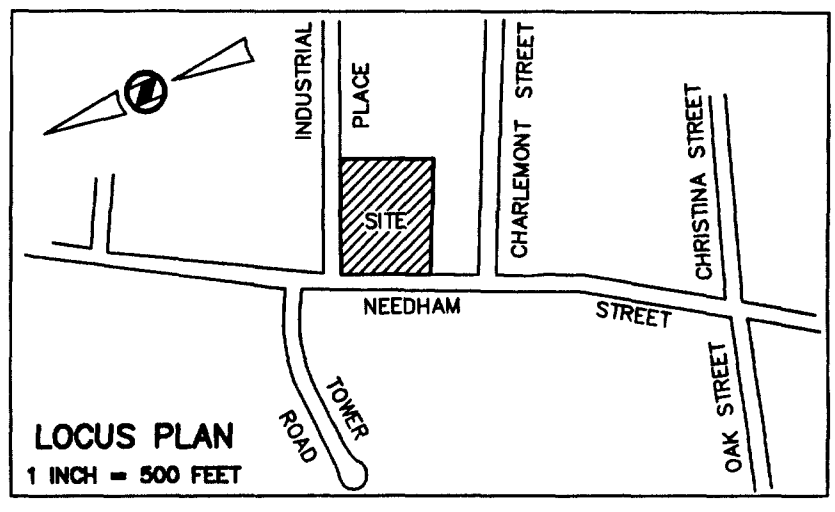 INDUSTRIAL
PLACE
CHARLEMONT STREET
CHRISTINA STREET
N
SITE
NEEDHAM
STREET
TOWER
ROAD
OAK STREET
LOCUS PLAN
1 INCH = 500 FEET